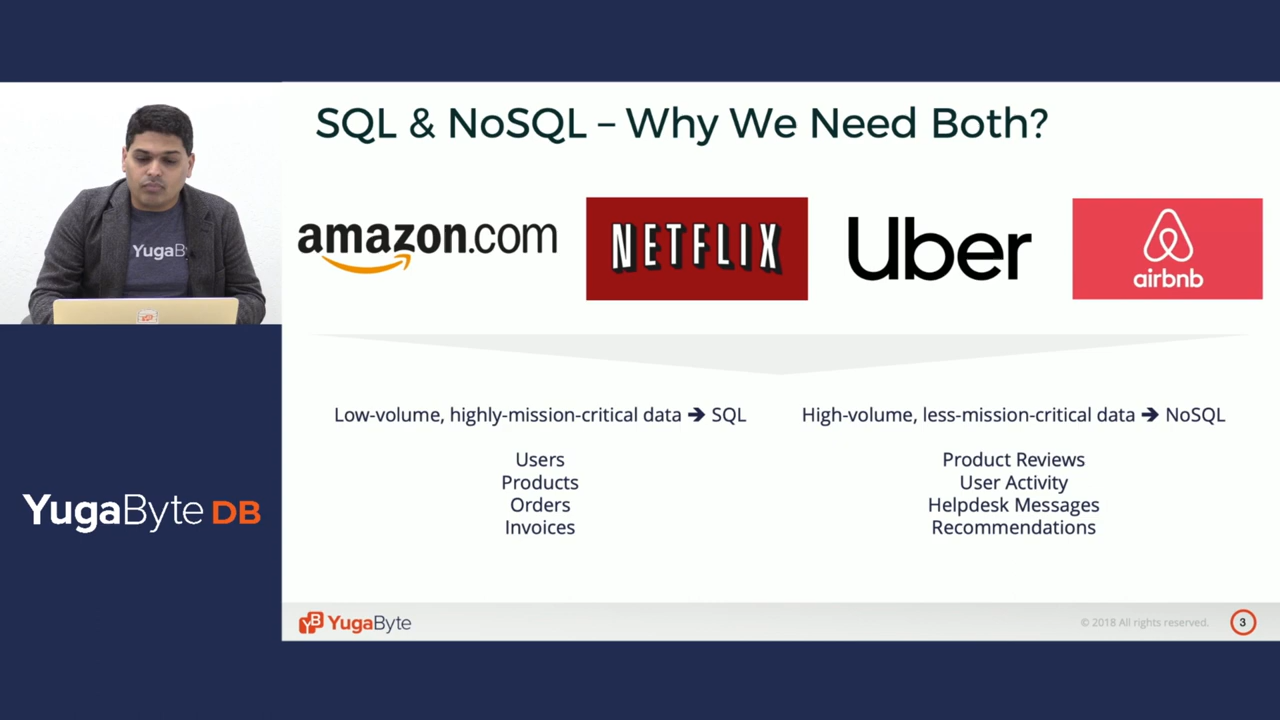 SQL & NoSQL – Why We Need Both?
amazon.com
NETFLIX
Uber
airbnb
YugaB
Low-volume, highly-mission-critical data ➔ SQL
Users
Products
Orders
Invoices
High-volume, less-mission-critical data ➔ NoSQL
Product Reviews
User Activity
Helpdesk Messages
Recommendations
YugaByte DB
YB YugaByte
© 2018 All rights reserved.
3